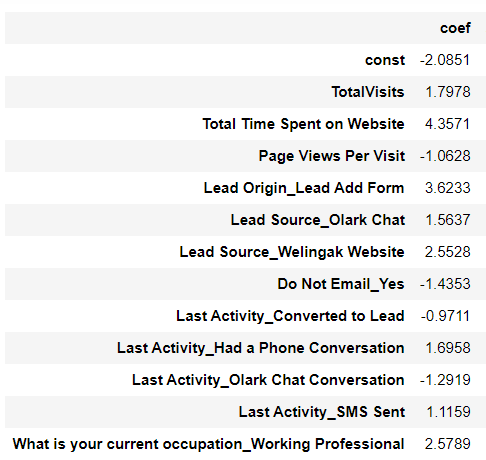 coef
const -2.0851
TotalVisits 1.7978
Total Time Spent on Website 4.3571
Page Views Per Visit -1.0628
Lead Origin_Lead Add Form 3.6233
Lead Source_Olark Chat 1.5637
Lead Source_Welingak Website 2.5528
Do Not Email_Yes -1.4353
Last Activity_Converted to Lead -0.9711
Last Activity_Had a Phone Conversation 1.6958
Last Activity_Olark Chat Conversation -1.2919
Last Activity_SMS Sent 1.1159
What is your current occupation_Working Professional 2.5789